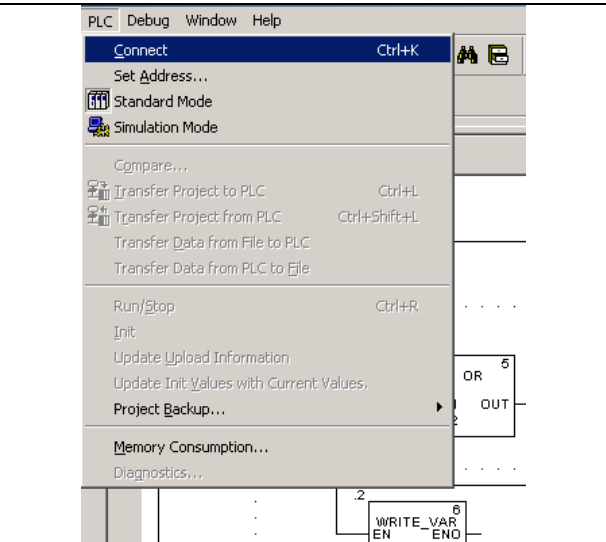 PLC Debug Window Help
Connect Ctrl+K
Set Address...
Standard Mode
Simulation Mode
Compare...
Transfer Project to PLC Ctrl+L
Transfer Project from PLC Ctrl+Shift+L
Transfer Data from File to PLC
Transfer Data from PLC to File
Run/Stop Ctrl+R
Init
Update Upload Information
Update Init Values with Current Values.
Project Backup...
Memory Consumption...
Diagnostics...
5
OR
OUT
2
.2
6
WRITE_VAR
EN ENO